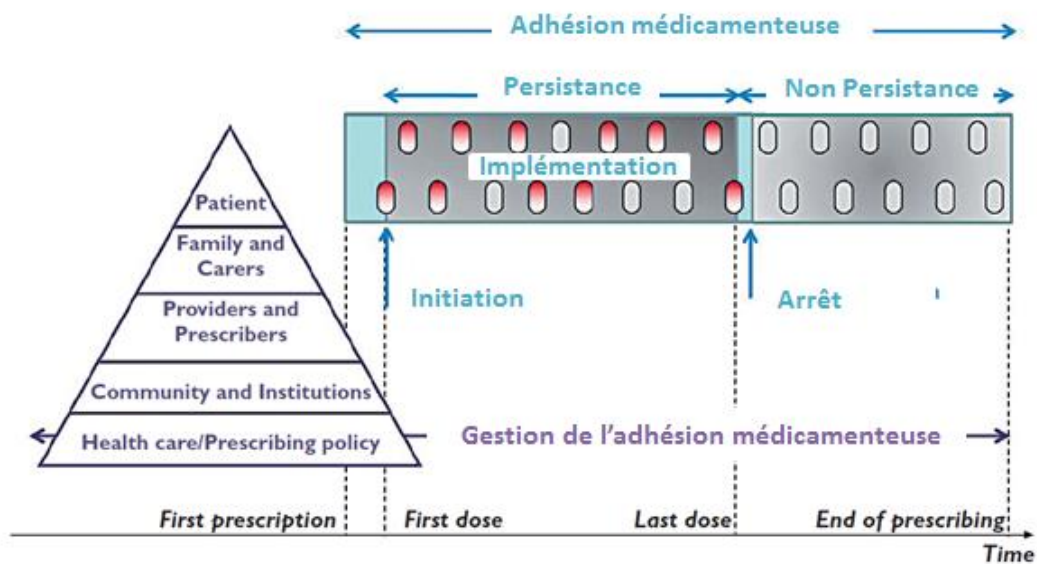 Adhésion médicamenteuse
Persistance
Non Persistance
Implémentation
Patient
Family and
Carers
Providers and
Prescribers
Community and Institutions
Health care/Prescribing policy
Initiation
Arrêt
Gestion de l'adhésion médicamenteuse
First prescription
First dose
Last dose
End of prescribing
Time